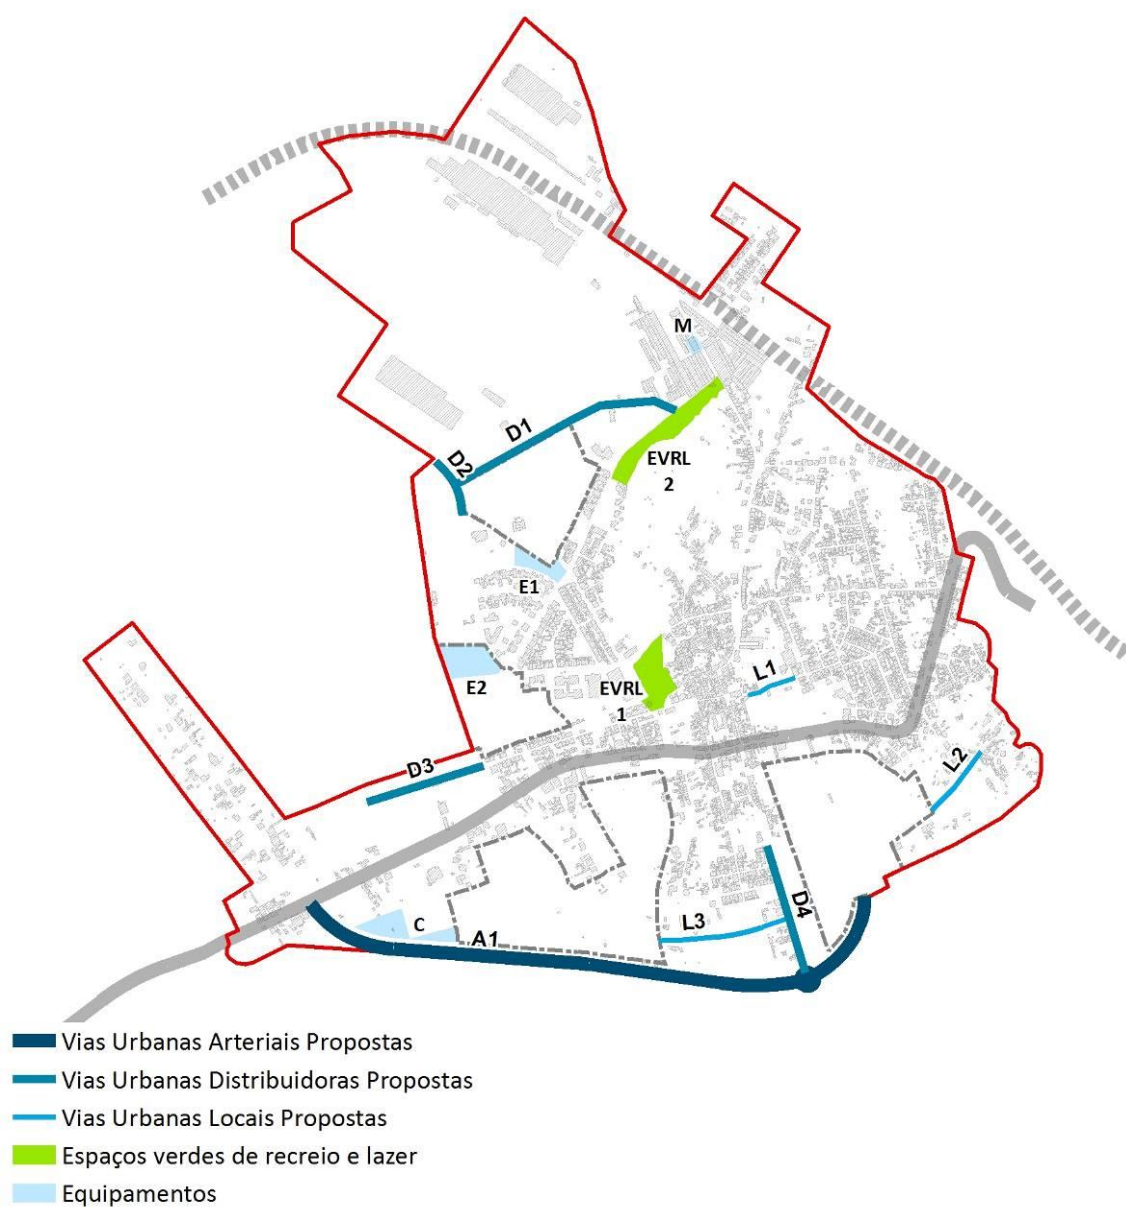 M
D1
D2
EVRL
2
E1
E2
EVRL
1
L1
D3
L2
D4
L3
C
A1
Vias Urbanas Arteriais Propostas
Vias Urbanas Distribuidoras Propostas
Vias Urbanas Locais Propostas
Espaços verdes de recreio e lazer
Equipamentos